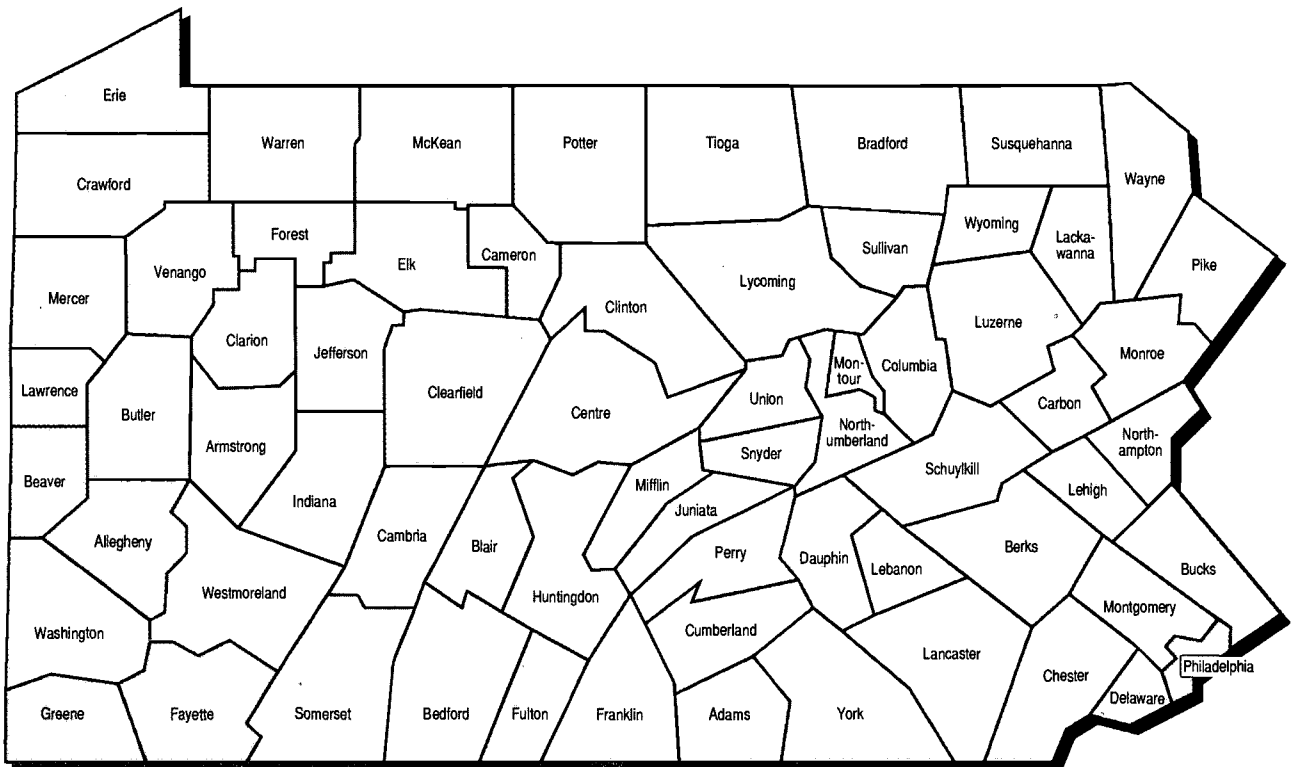 Erie
Warren
McKean
Potter
Tioga
Bradford
Susquehanna
Wayne
Crawford
Forest
Elk
Cameron
Sullivan
Wyoming
Lacka-
wanna
Pike
Venango
Mercer
Clarion
Jefferson
Clinton
Lycoming
Luzerne
Monroe
Lawrence
Butler
Armstrong
Clearfield
Centre
Union
Mon-
tour
Columbia
Carbon
North-
umberland
North-
ampton
Beaver
Indiana
Snyder
Mifflin
Juniata
Schuylkill
Lehigh
Allegheny
Cambria
Blair
Huntingdon
Perry
Dauphin
Lebanon
Berks
Bucks
Westmoreland
Washington
Cumberland
Montgomery
Lancaster
Philadelphia
Chester
Delaware
Greene
Fayette
Somerset
Bedford
Fulton
Franklin
Adams
York